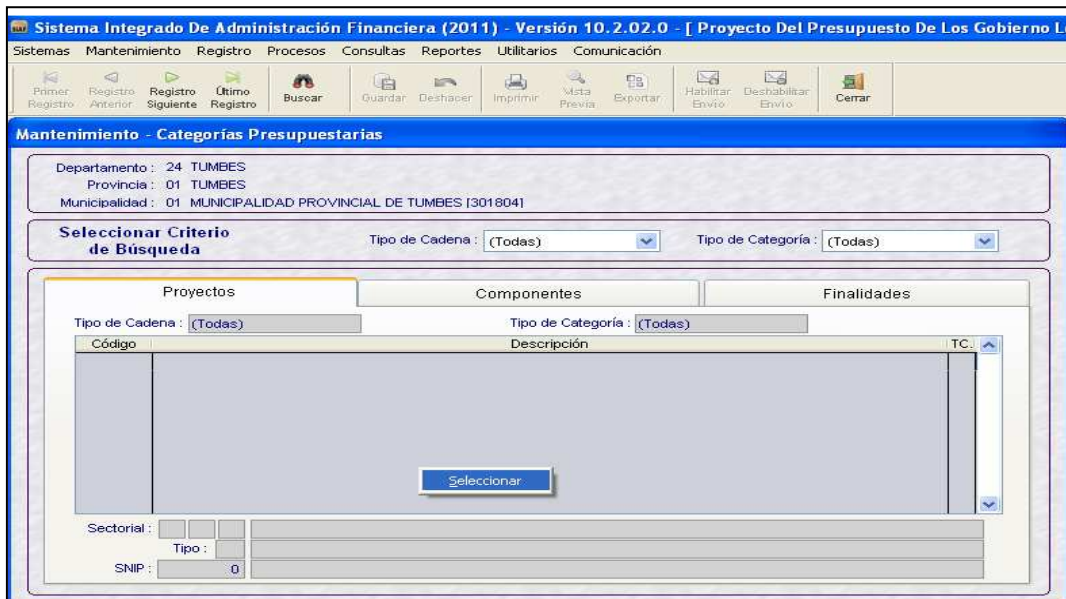 Sistema Integrado De Administración Financiera (2011) - Versión 10.2.02.0 - [ Proyecto Del Presupuesto De Los Gobierno L
Sistemas Mantenimiento Registro Procesos Consultas Reportes Utilitarios Comunicación
Primer Registro
Registro Anterior
Registro Siguiente
Último Registro
Buscar
Guardar
Deshacer
Imprimir
Vista Previa
Exportar
Habilitar Envío
Deshabilitar Envío
Cerrar
Mantenimiento - Categorías Presupuestarias
Departamento : 24 TUMBES
Provincia : 01 TUMBES
Municipalidad : 01 MUNICIPALIDAD PROVINCIAL DE TUMBES [301804]
Seleccionar Criterio de Búsqueda
Tipo de Cadena : (Todas)
Tipo de Categoría : (Todas)
Proyectos Componentes Finalidades
Tipo de Cadena : (Todas) Tipo de Categoría : (Todas)
Código Descripción TC.
Seleccionar
Sectorial :
Tipo :
SNIP : 0